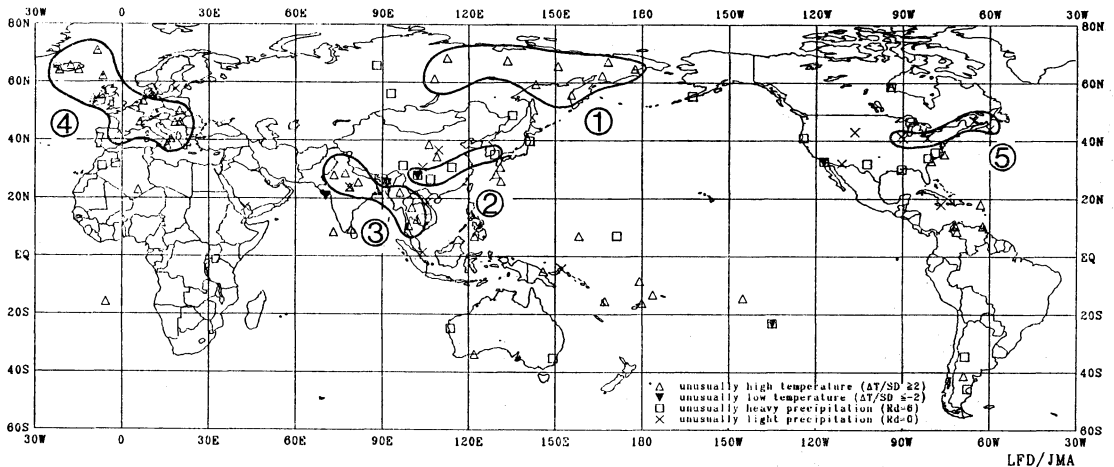 30W 0 30E 60E 90E 120E 150E 180 150W 120W 90W 60W 30W
80N 80N
60N 60N
④ ① ⑤
40N 40N
② ③
20N 20N
EQ EQ
20S 20S
40S 40S
△ unusually high temperature (ΔT/SD ≧2)
▼ unusually low temperature (ΔT/SD ≦-2)
□ unusually heavy precipitation (Rd=6)
× unusually light precipitation (Rd=0)
60S 60S
30W 0 30E 60E 90E 120E 150E 180 150W 120W 90W 60W 30W
LFD/JMA